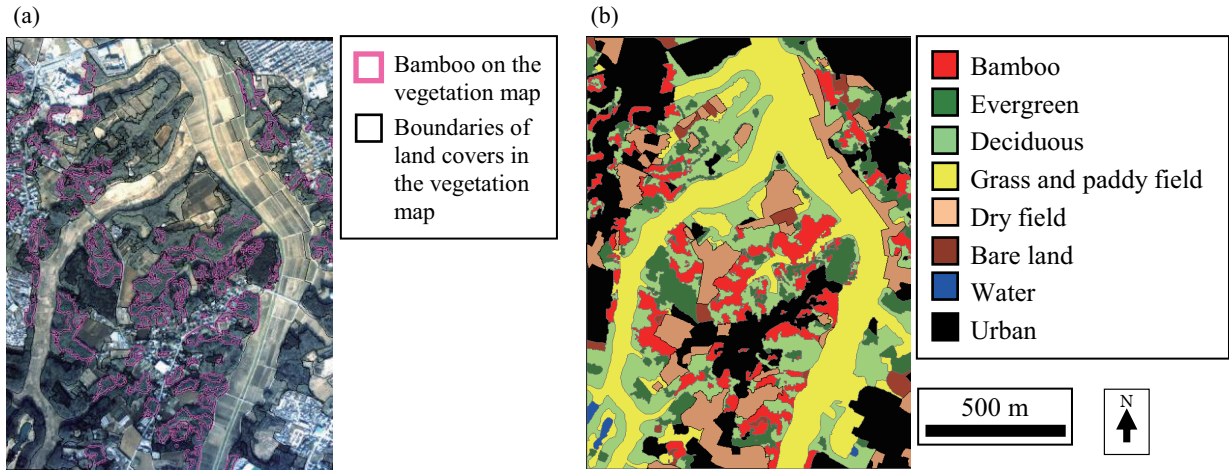 (a)
Bamboo on the
vegetation map
Boundaries of
land covers in
the vegetation
map
(b)
Bamboo
Evergreen
Deciduous
Grass and paddy field
Dry field
Bare land
Water
Urban
500 m
N